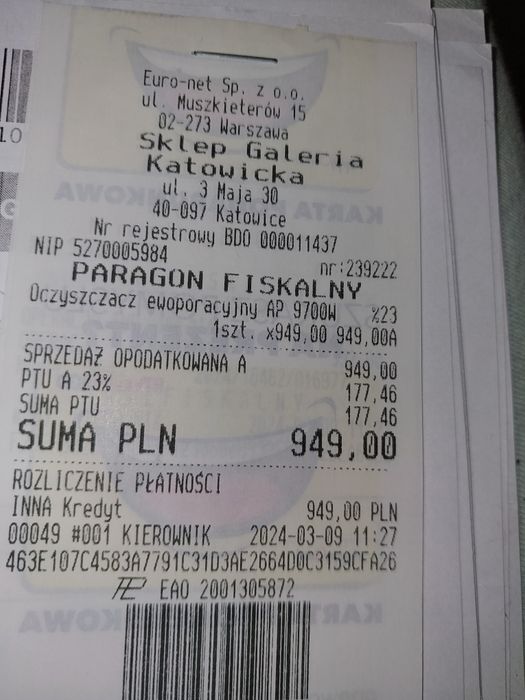 Euro-net Sp. z o.o.
ul. Muszkieterów 15
02-273 Warszawa
Sklep Galeria
Katowicka
ul. 3 Maja 30
40-097 Katowice
Nr rejestrowy BDO 000011437
NIP 5270005984 nr:239222
PARAGON FISKALNY
Oczyszczacz ewoporacyjny AP 9700W %23
1szt. x949,00 949,00A
SPRZEDAŻ OPODATKOWANA A 949,00
PTU A 23% 177,46
SUMA PTU 177,46
SUMA PLN 949,00
ROZLICZENIE PŁATNOŚCI
INNA Kredyt 949,00 PLN
00049 #001 KIEROWNIK 2024-03-09 11:27
463E107C4583A7791C31D3AE2664D0C3159CFA26
EAO 2001305872